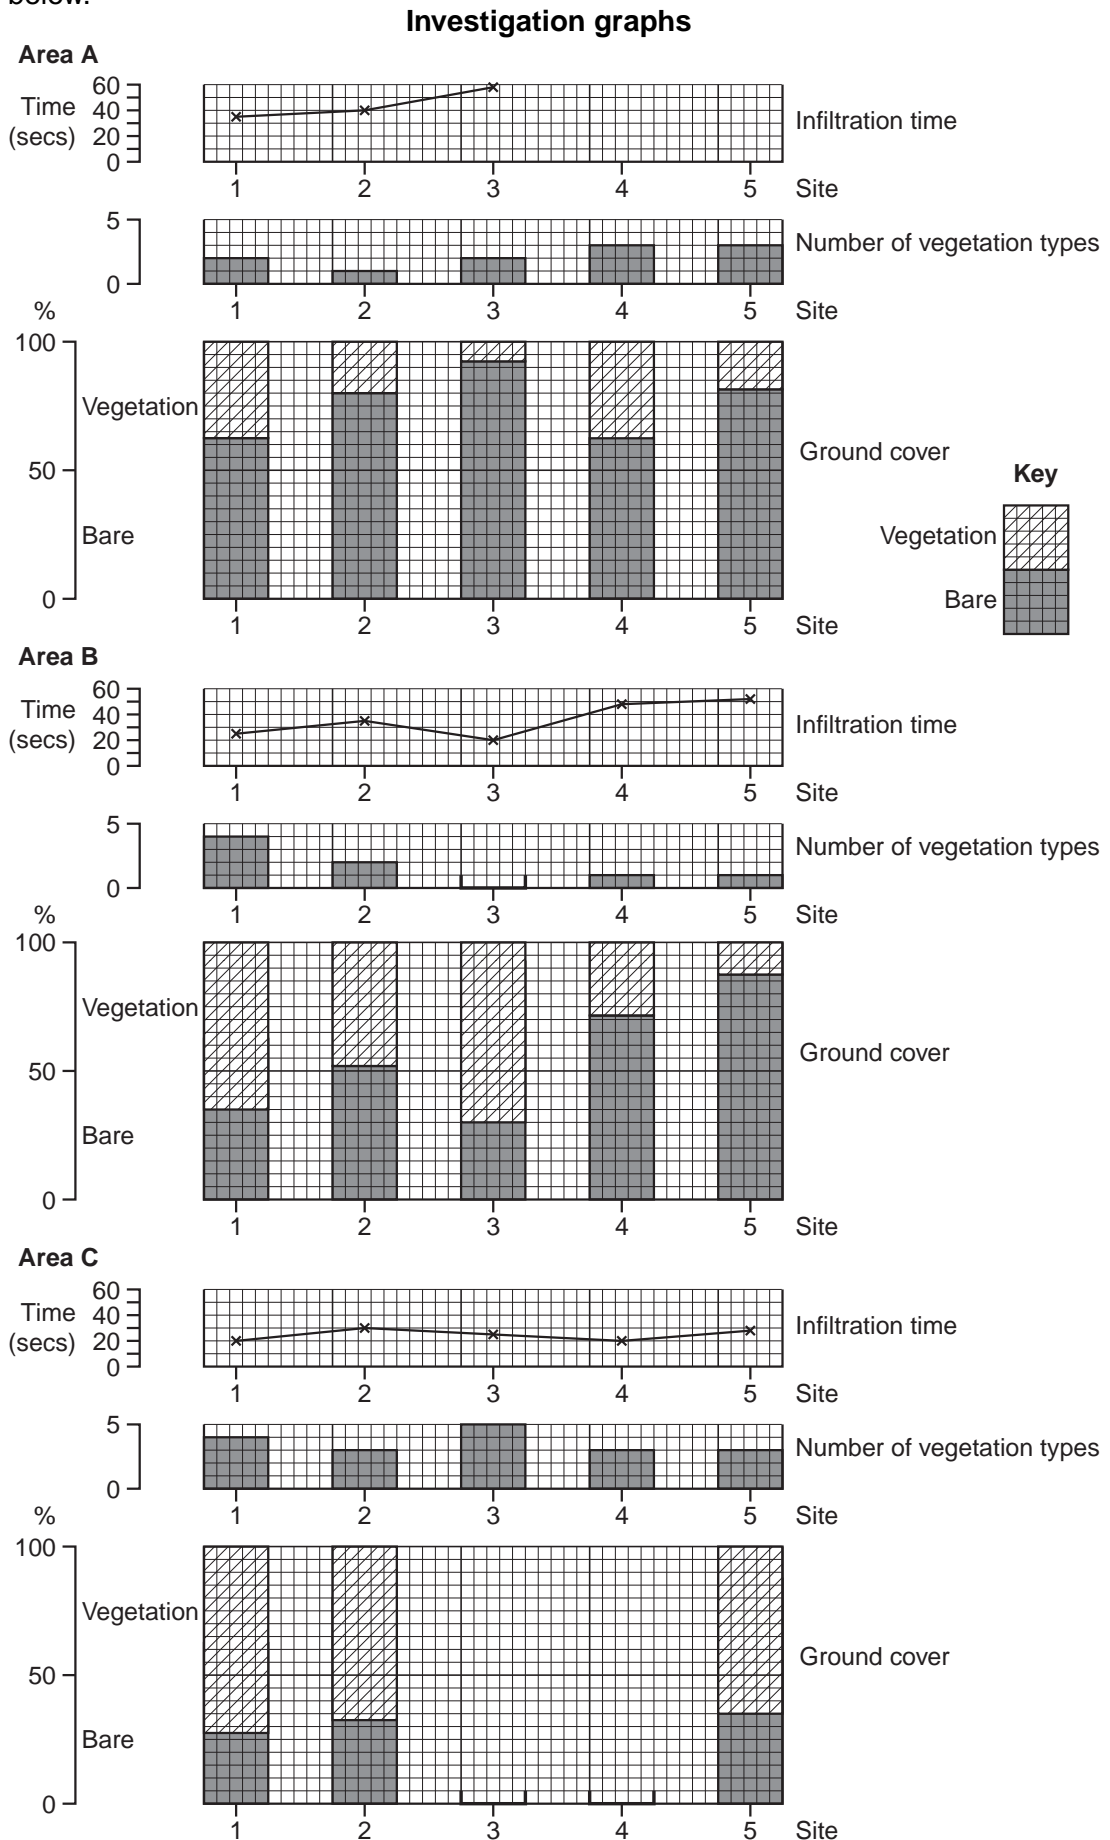 below.
Investigation graphs
Area A
Time
(secs)
60
40
20
0
Infiltration time
1 2 3 4 5 Site
5
0
Number of vegetation types
1 2 3 4 5 Site
%
100
Vegetation
50
Bare
0
Ground cover
1 2 3 4 5 Site
Key
Vegetation
Bare
Area B
Time
(secs)
60
40
20
0
Infiltration time
1 2 3 4 5 Site
5
0
Number of vegetation types
1 2 3 4 5 Site
%
100
Vegetation
50
Bare
0
Ground cover
1 2 3 4 5 Site
Area C
Time
(secs)
60
40
20
0
Infiltration time
1 2 3 4 5 Site
5
0
Number of vegetation types
1 2 3 4 5 Site
%
100
Vegetation
50
Bare
0
Ground cover
1 2 3 4 5 Site